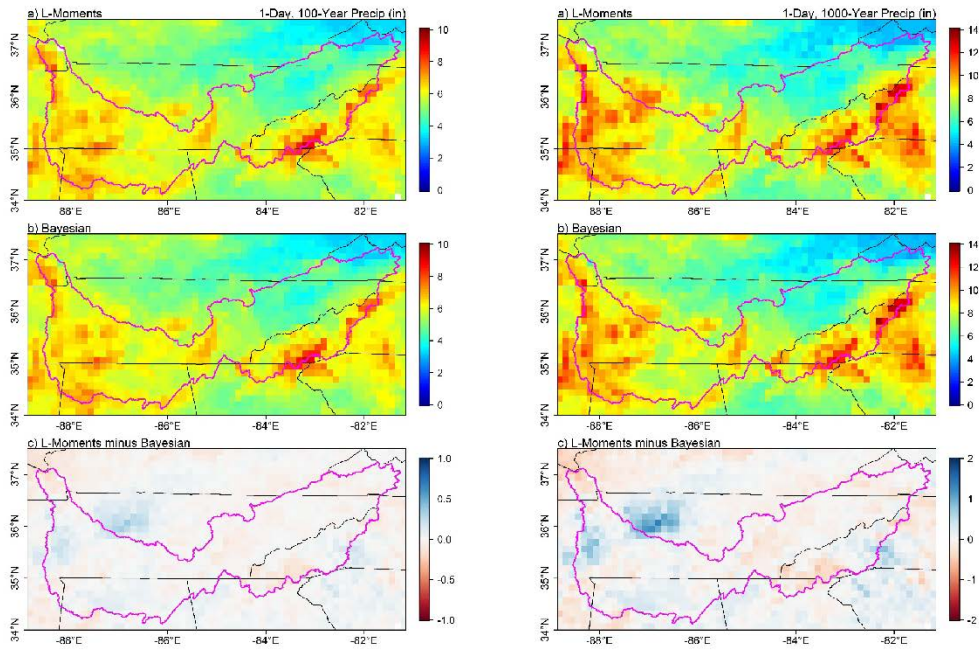 a) L-Moments 1-Day, 100-Year Precip (in)
37°N
36°N
35°N
34°N
-88°E -86°E -84°E -82°E
10
8
6
4
2
0
b) Bayesian
37°N
36°N
35°N
34°N
-88°E -86°E -84°E -82°E
10
8
6
4
2
0
c) L-Moments minus Bayesian
37°N
36°N
35°N
34°N
-88°E -86°E -84°E -82°E
1.0
0.5
0.0
-0.5
-1.0
a) L-Moments 1-Day, 1000-Year Precip (in)
37°N
36°N
35°N
34°N
-88°E -86°E -84°E -82°E
14
12
10
8
6
4
2
0
b) Bayesian
37°N
36°N
35°N
34°N
-88°E -86°E -84°E -82°E
14
12
10
8
6
4
2
0
c) L-Moments minus Bayesian
37°N
36°N
35°N
34°N
-88°E -86°E -84°E -82°E
2
1
0
-1
-2